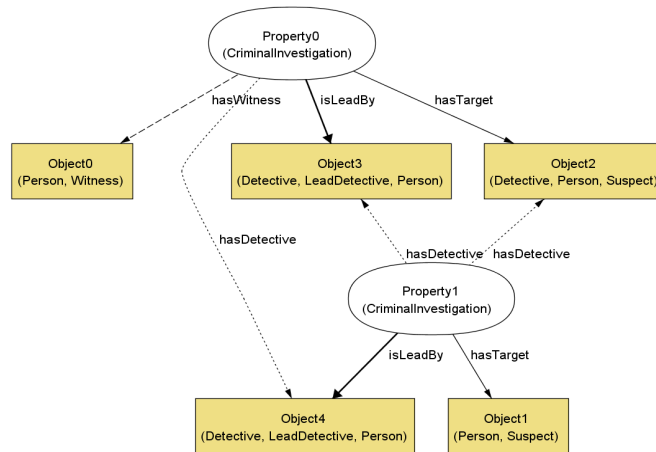 Property0
(CriminalInvestigation)
hasWitness
isLeadBy
hasTarget
Object0
(Person, Witness)
Object3
(Detective, LeadDetective, Person)
Object2
(Detective, Person, Suspect)
hasDetective
hasDetective
hasDetective
Property1
(CriminalInvestigation)
isLeadBy
hasTarget
Object4
(Detective, LeadDetective, Person)
Object1
(Person, Suspect)